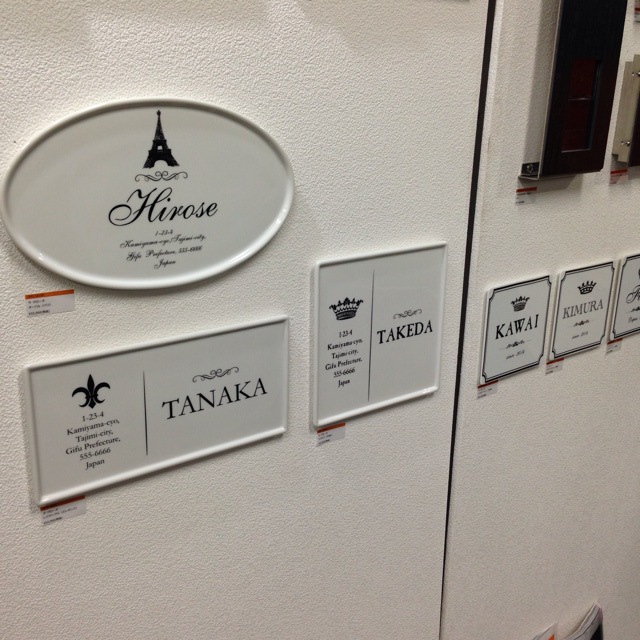 Hirose
1-23-4
Kamiyama-cyo, Tajimi-city,
Gifu Prefecture, 555-6666
Japan
1-23-4
Kamiyama-cyo,
Tajimi-city,
Gifu Prefecture,
555-6666
Japan
TANAKA
1-23-4
Kamiyama-cyo,
Tajimi-city,
Gifu Prefecture,
555-6666
Japan
TAKEDA
KAWAI
since
KIMURA
since